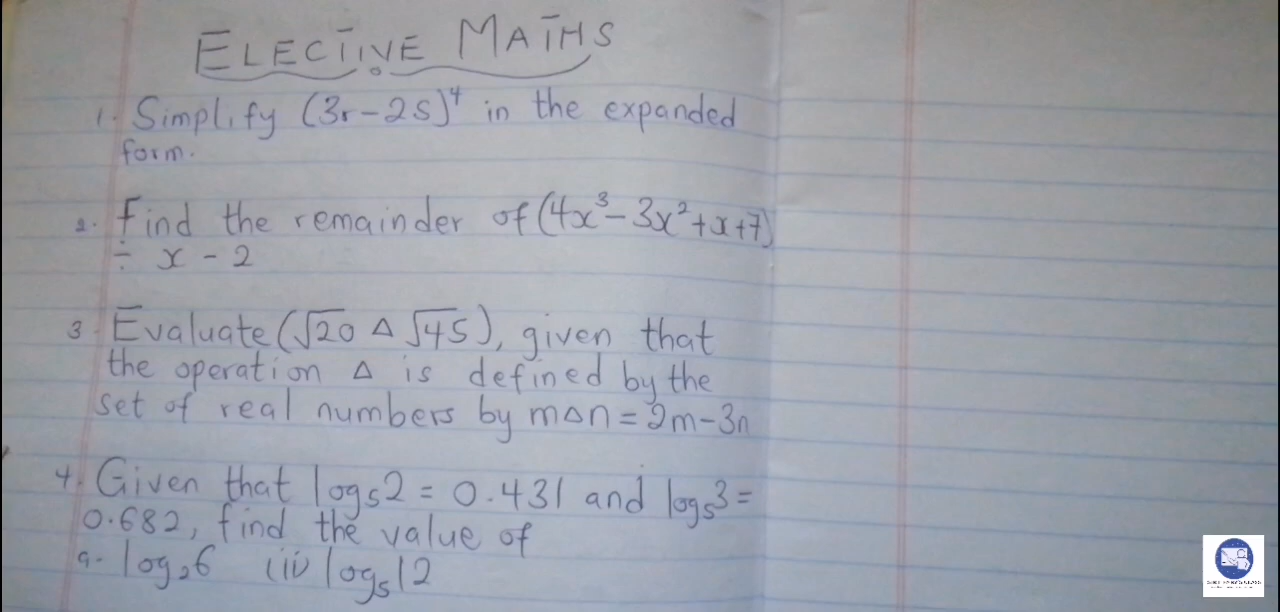 ELECTIVE MATHS
1. Simplify (3r-2s)⁴ in the expanded
form.
2. Find the remainder of (4x³-3x²+x+7)
÷ x - 2
3. Evaluate (√20 Δ √45), given that
the operation Δ is defined by the
set of real numbers by mΔn = 2m-3n
4. Given that log₅2 = 0.431 and log₅3 =
0.682, find the value of
a. log₂6 (ii) log₅12